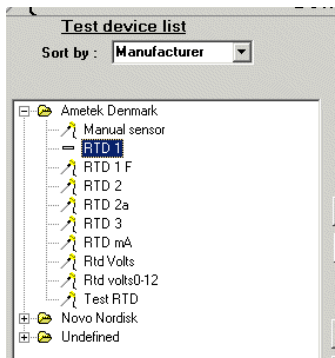 Test device list
Sort by : Manufacturer
Ametek Denmark
Manual sensor
RTD 1
RTD 1 F
RTD 2
RTD 2a
RTD 3
RTD mA
Rtd Volts
Rtd volts0-12
Test RTD
Novo Nordisk
Undefined